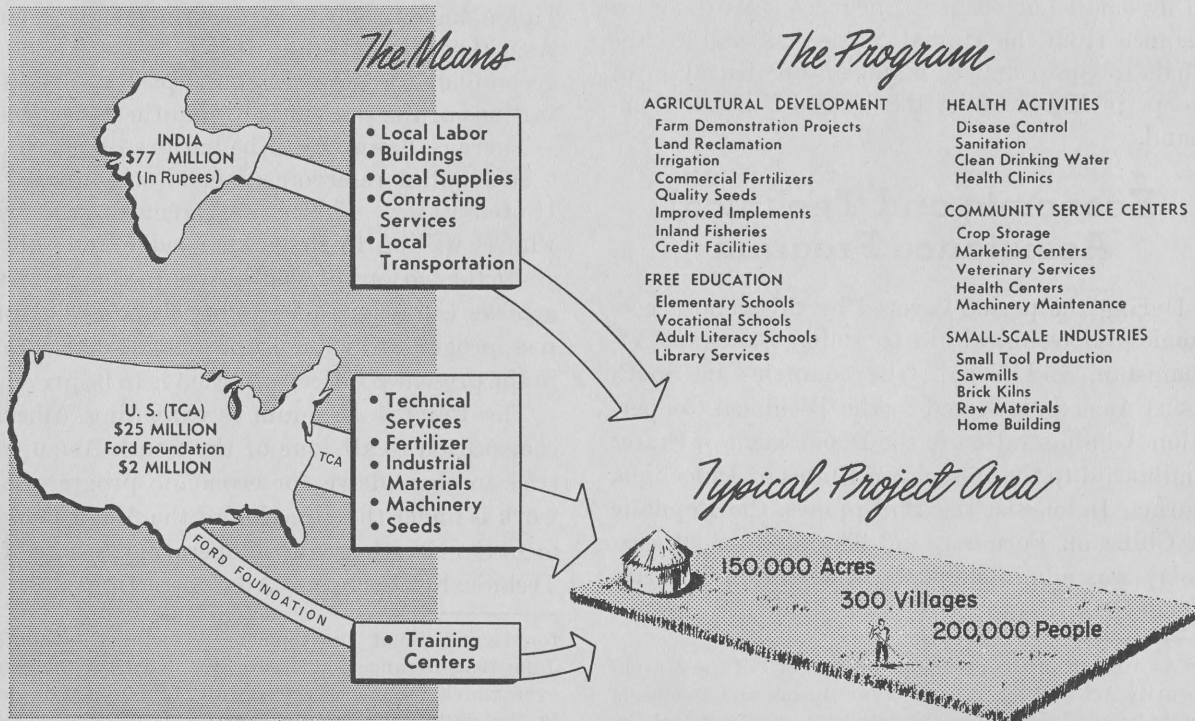 The Means
INDIA
$77 MILLION
(In Rupees)
• Local Labor
• Buildings
• Local Supplies
• Contracting
Services
• Local
Transportation
U. S. (TCA)
$25 MILLION
Ford Foundation
$2 MILLION
TCA
• Technical
Services
• Fertilizer
• Industrial
Materials
• Machinery
• Seeds
FORD FOUNDATION
• Training
Centers
The Program
AGRICULTURAL DEVELOPMENT
Farm Demonstration Projects
Land Reclamation
Irrigation
Commercial Fertilizers
Quality Seeds
Improved Implements
Inland Fisheries
Credit Facilities
FREE EDUCATION
Elementary Schools
Vocational Schools
Adult Literacy Schools
Library Services
HEALTH ACTIVITIES
Disease Control
Sanitation
Clean Drinking Water
Health Clinics
COMMUNITY SERVICE CENTERS
Crop Storage
Marketing Centers
Veterinary Services
Health Centers
Machinery Maintenance
SMALL-SCALE INDUSTRIES
Small Tool Production
Sawmills
Brick Kilns
Raw Materials
Home Building
Typical Project Area
150,000 Acres
300 Villages
200,000 People